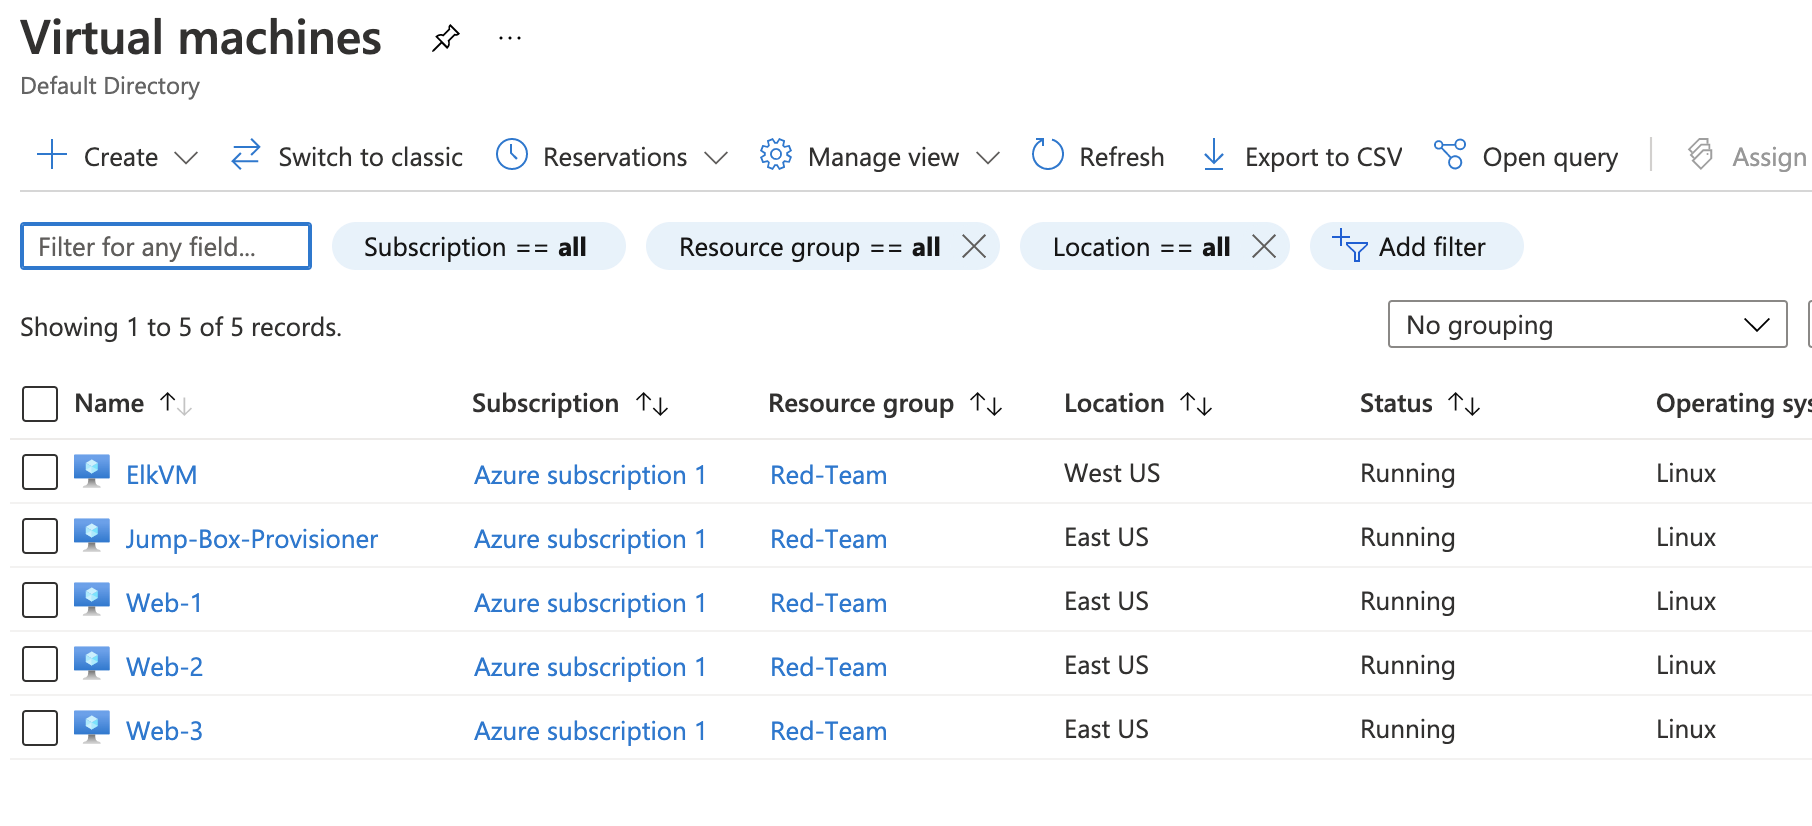 Virtual machines
Default Directory
Create Switch to classic Reservations Manage view Refresh Export to CSV Open query Assign
Filter for any field... Subscription == all Resource group == all Location == all Add filter
Showing 1 to 5 of 5 records. No grouping
Name Subscription Resource group Location Status Operating sys
ElkVM Azure subscription 1 Red-Team West US Running Linux
Jump-Box-Provisioner Azure subscription 1 Red-Team East US Running Linux
Web-1 Azure subscription 1 Red-Team East US Running Linux
Web-2 Azure subscription 1 Red-Team East US Running Linux
Web-3 Azure subscription 1 Red-Team East US Running Linux